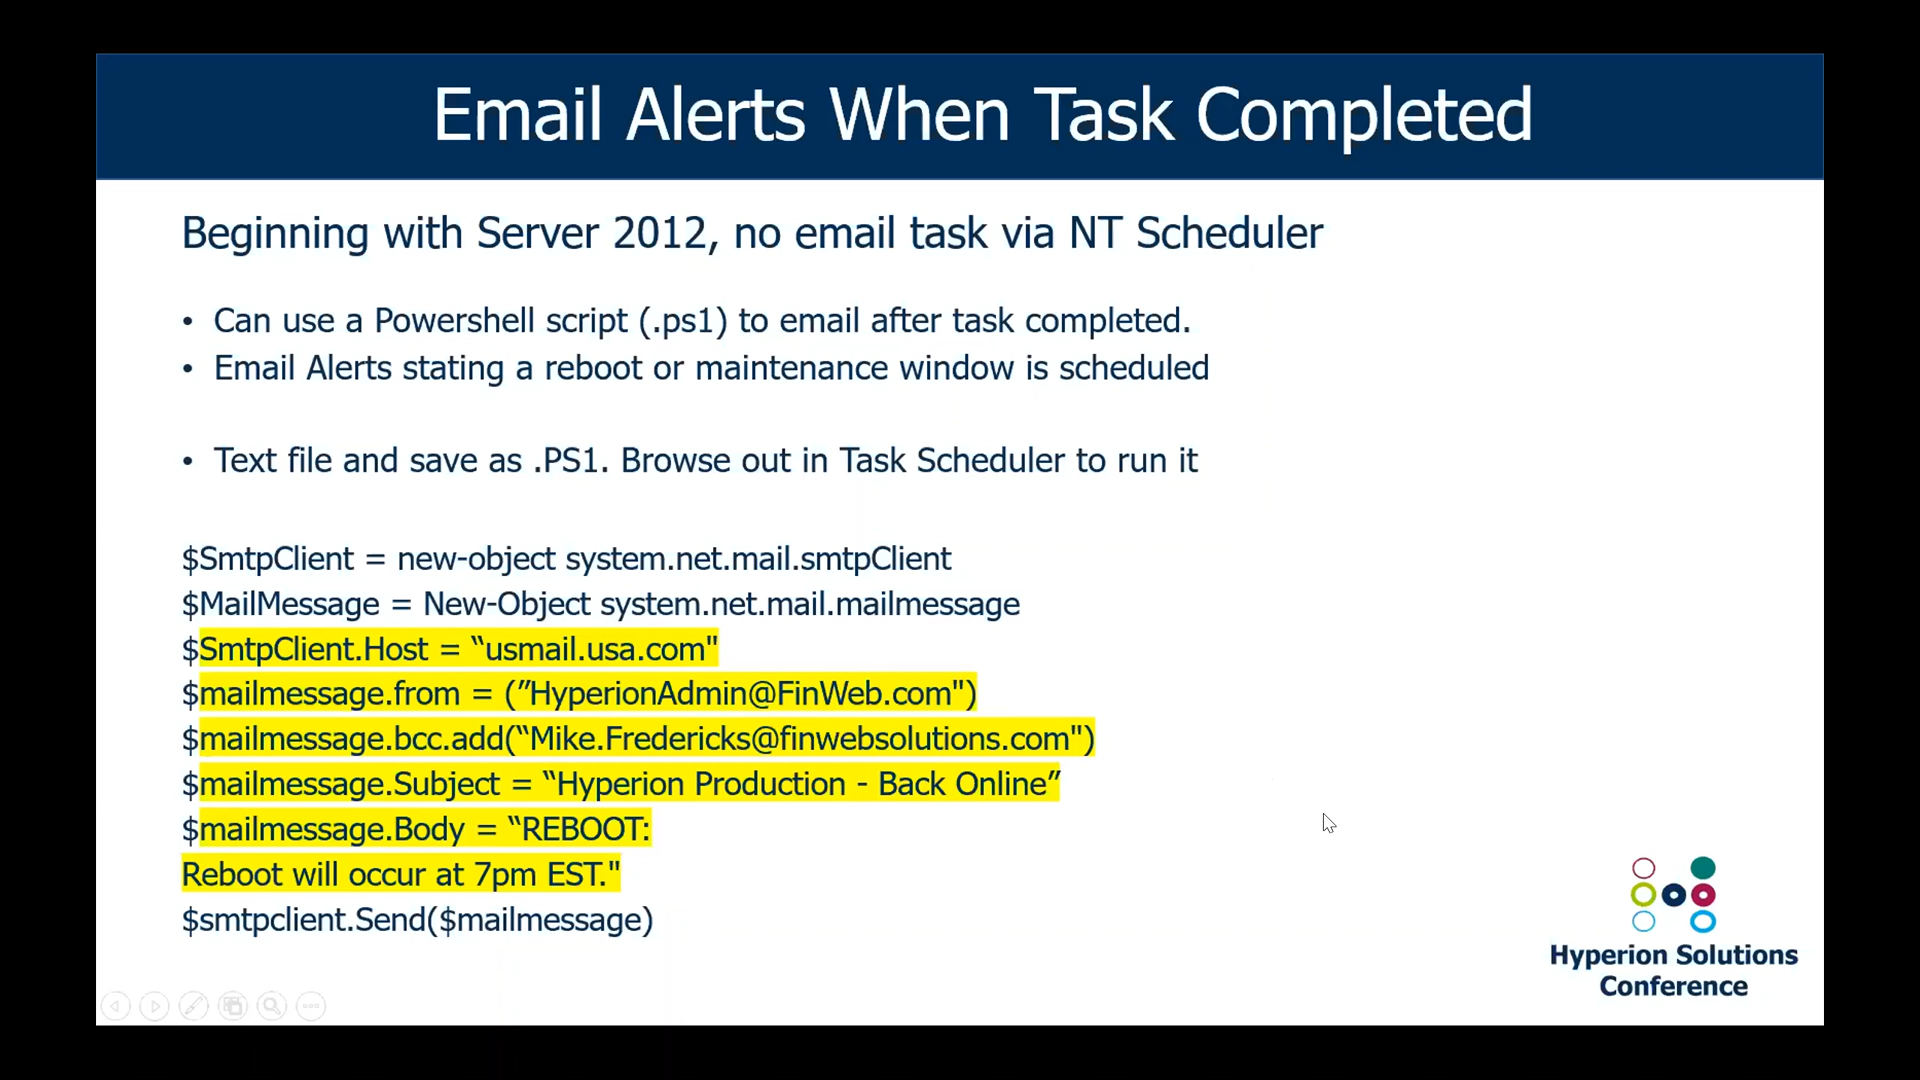 Email Alerts When Task Completed
Beginning with Server 2012, no email task via NT Scheduler
• Can use a Powershell script (.ps1) to email after task completed.
• Email Alerts stating a reboot or maintenance window is scheduled
• Text file and save as .PS1. Browse out in Task Scheduler to run it
$SmtpClient = new-object system.net.mail.smtpClient
$MailMessage = New-Object system.net.mail.mailmessage
$SmtpClient.Host = “usmail.usa.com"
$mailmessage.from = (”HyperionAdmin@FinWeb.com")
$mailmessage.bcc.add(“Mike.Fredericks@finwebsolutions.com")
$mailmessage.Subject = “Hyperion Production - Back Online”
$mailmessage.Body = “REBOOT:
Reboot will occur at 7pm EST."
$smtpclient.Send($mailmessage)
Hyperion Solutions
Conference